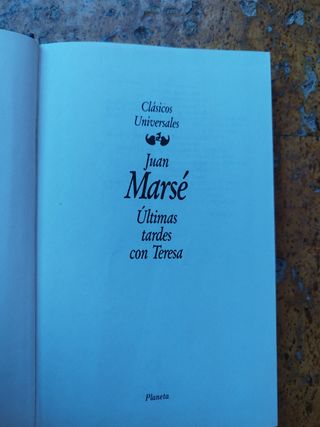 Clásicos
Universales
Juan
Marsé
Últimas
tardes
con Teresa
Planeta